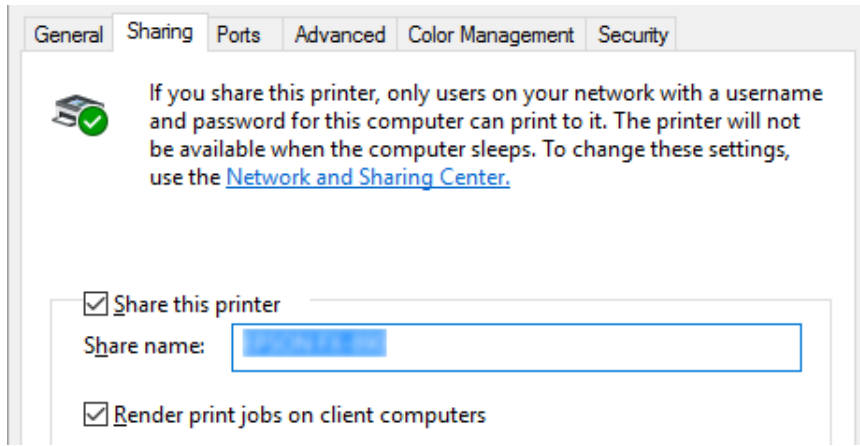 General Sharing Ports Advanced Color Management Security
If you share this printer, only users on your network with a username
and password for this computer can print to it. The printer will not
be available when the computer sleeps. To change these settings,
use the Network and Sharing Center.
Share this printer
Share name:
Render print jobs on client computers